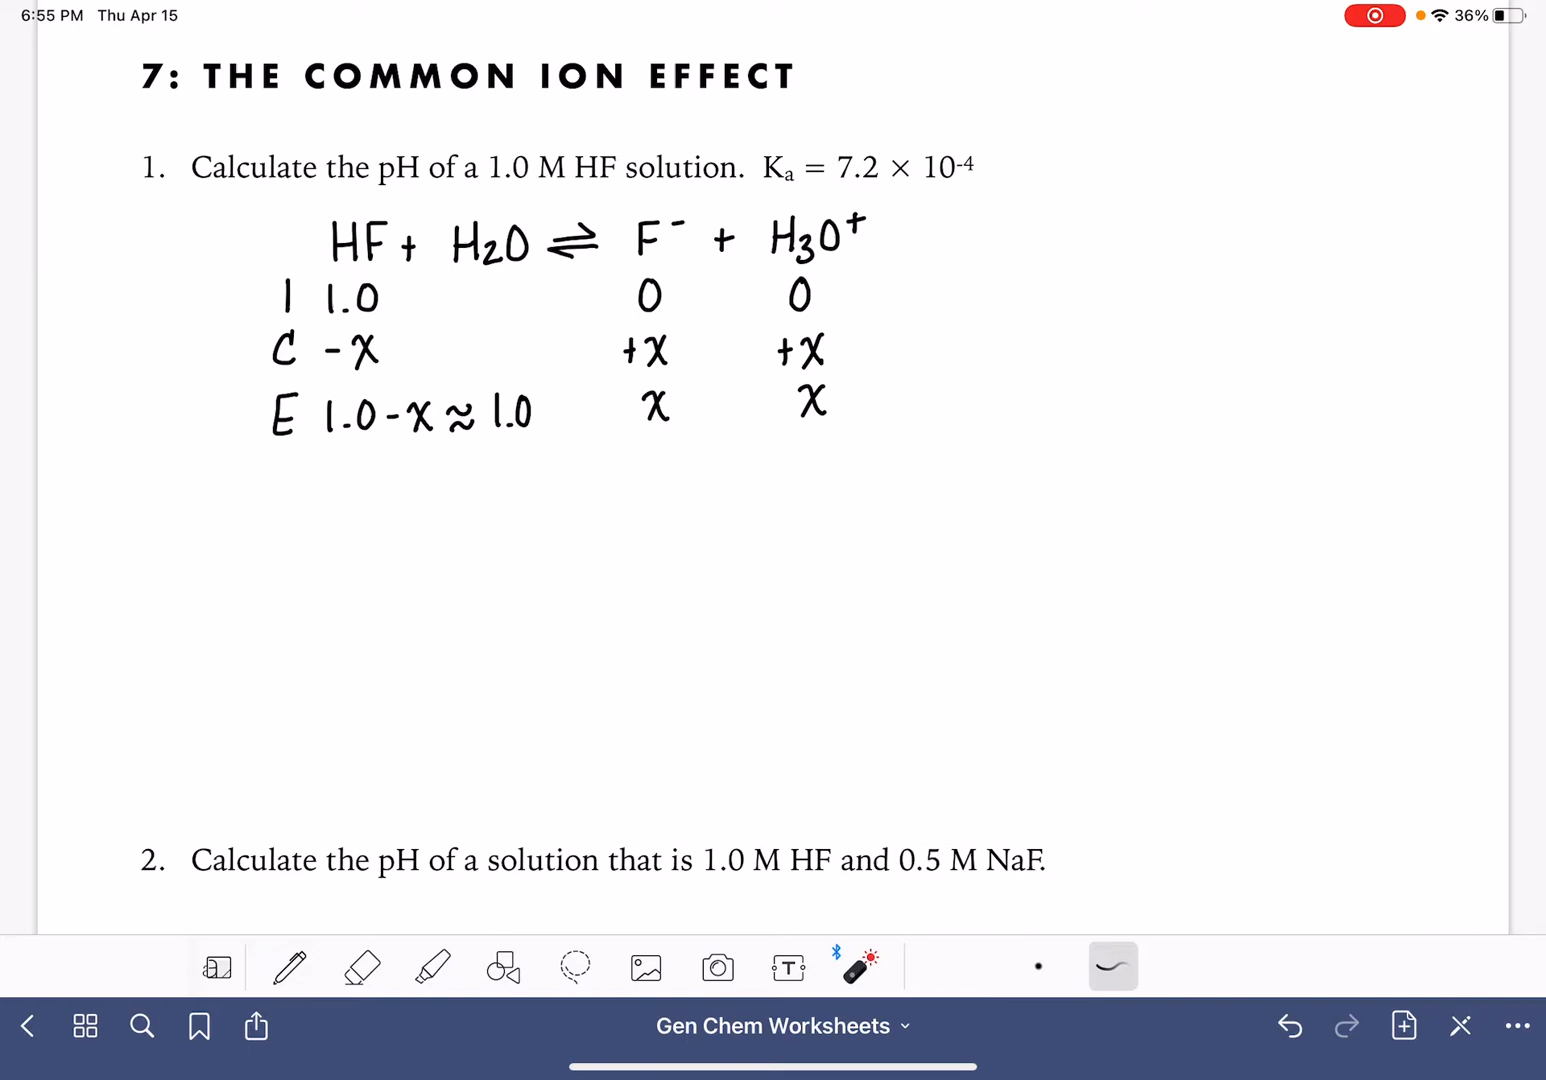 6:55 PM Thu Apr 15 36%
7: THE COMMON ION EFFECT
1. Calculate the pH of a 1.0 M HF solution. Kₐ = 7.2 × 10⁻⁴
HF + H₂O ⇌ F⁻ + H₃O⁺
I 1.0 0 0
C -x +x +x
E 1.0-x ≈ 1.0 x x
2. Calculate the pH of a solution that is 1.0 M HF and 0.5 M NaF.
Gen Chem Worksheets